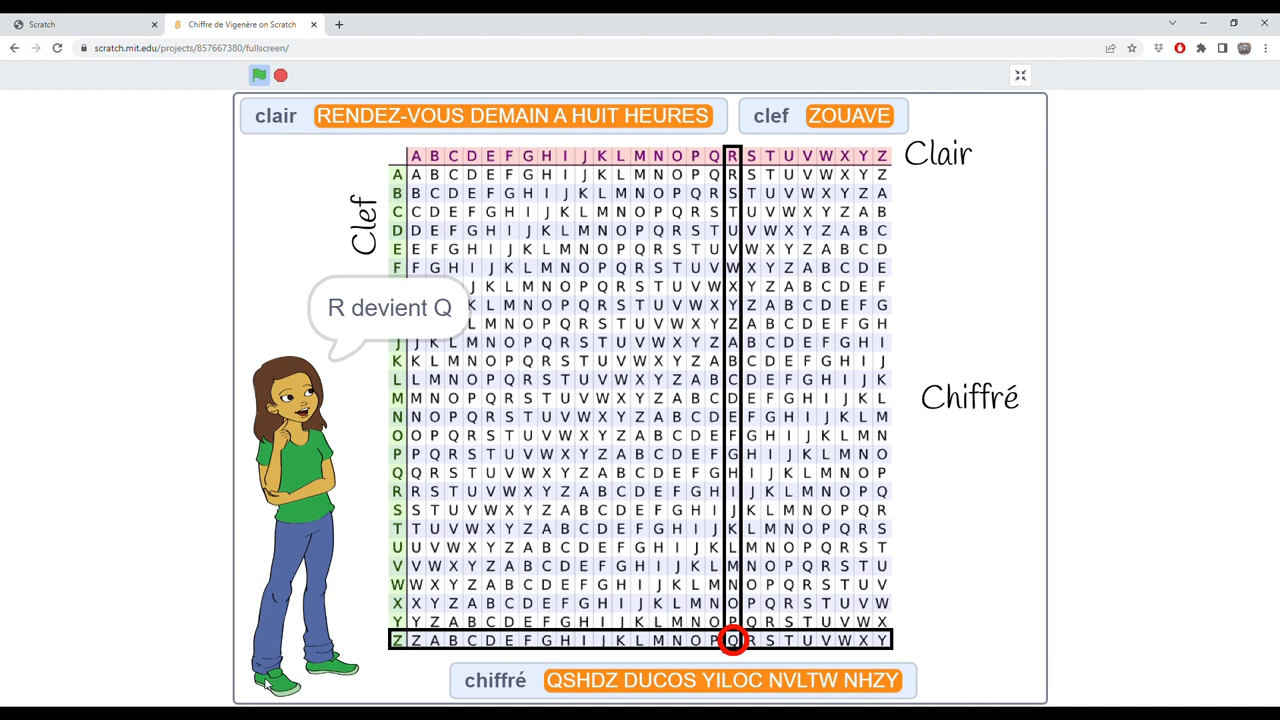 Scratch
Chiffre de Vigenère on Scratch
scratch.mit.edu/projects/857667380/fullscreen/
clair RENDEZ-VOUS DEMAIN A HUIT HEURES clef ZOUAVE
Clair
Clef
A B C D E F G H I J K L M N O P Q R S T U V W X Y Z
A A B C D E F G H I J K L M N O P Q R S T U V W X Y Z
B B C D E F G H I J K L M N O P Q R S T U V W X Y Z A
C C D E F G H I J K L M N O P Q R S T U V W X Y Z A B
D D E F G H I J K L M N O P Q R S T U V W X Y Z A B C
E E F G H I J K L M N O P Q R S T U V W X Y Z A B C D
F F G H I J K L M N O P Q R S T U V W X Y Z A B C D E
J K L M N O P Q R S T U V W X Y Z A B C D E F
K L M N O P Q R S T U V W X Y Z A B C D E F G
L M N O P Q R S T U V W X Y Z A B C D E F G H
J J K L M N O P Q R S T U V W X Y Z A B C D E F G H I
K K L M N O P Q R S T U V W X Y Z A B C D E F G H I J
L L M N O P Q R S T U V W X Y Z A B C D E F G H I J K
M M N O P Q R S T U V W X Y Z A B C D E F G H I J K L
N N O P Q R S T U V W X Y Z A B C D E F G H I J K L M
O O P Q R S T U V W X Y Z A B C D E F G H I J K L M N
P P Q R S T U V W X Y Z A B C D E F G H I J K L M N O
Q Q R S T U V W X Y Z A B C D E F G H I J K L M N O P
R R S T U V W X Y Z A B C D E F G H I J K L M N O P Q
S S T U V W X Y Z A B C D E F G H I J K L M N O P Q R
T T U V W X Y Z A B C D E F G H I J K L M N O P Q R S
U U V W X Y Z A B C D E F G H I J K L M N O P Q R S T
V V W X Y Z A B C D E F G H I J K L M N O P Q R S T U
W W X Y Z A B C D E F G H I J K L M N O P Q R S T U V
X X Y Z A B C D E F G H I J K L M N O P Q R S T U V W
Y Y Z A B C D E F G H I J K L M N O P Q R S T U V W X
Z Z A B C D E F G H I J K L M N O P Q R S T U V W X Y
R devient Q
Chiffré
chiffré QSHDZ DUCOS YILOC NVLTW NHZY